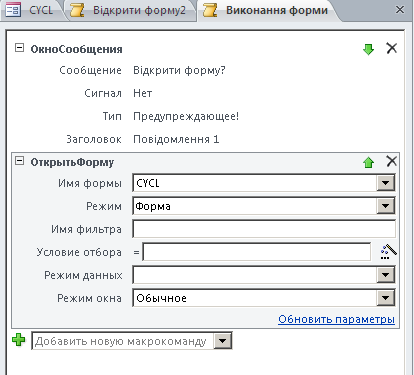 CYCL Відкрити форму2 Виконання форми
ОкноСообщения
Сообщение Відкрити форму?
Сигнал Нет
Тип Предупреждающее!
Заголовок Повідомлення 1
ОткрытьФорму
Имя формы CYCL
Режим Форма
Имя фильтра
Условие отбора =
Режим данных
Режим окна Обычное
Обновить параметры
Добавить новую макрокоманду